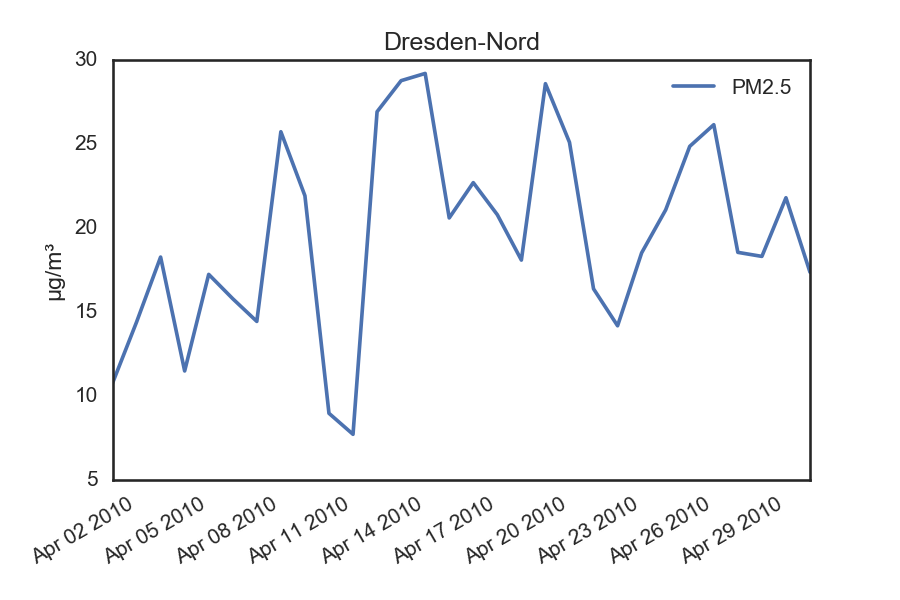 Dresden-Nord
30
25
20
15
10
5
µg/m³
PM2.5
Apr 02 2010
Apr 05 2010
Apr 08 2010
Apr 11 2010
Apr 14 2010
Apr 17 2010
Apr 20 2010
Apr 23 2010
Apr 26 2010
Apr 29 2010